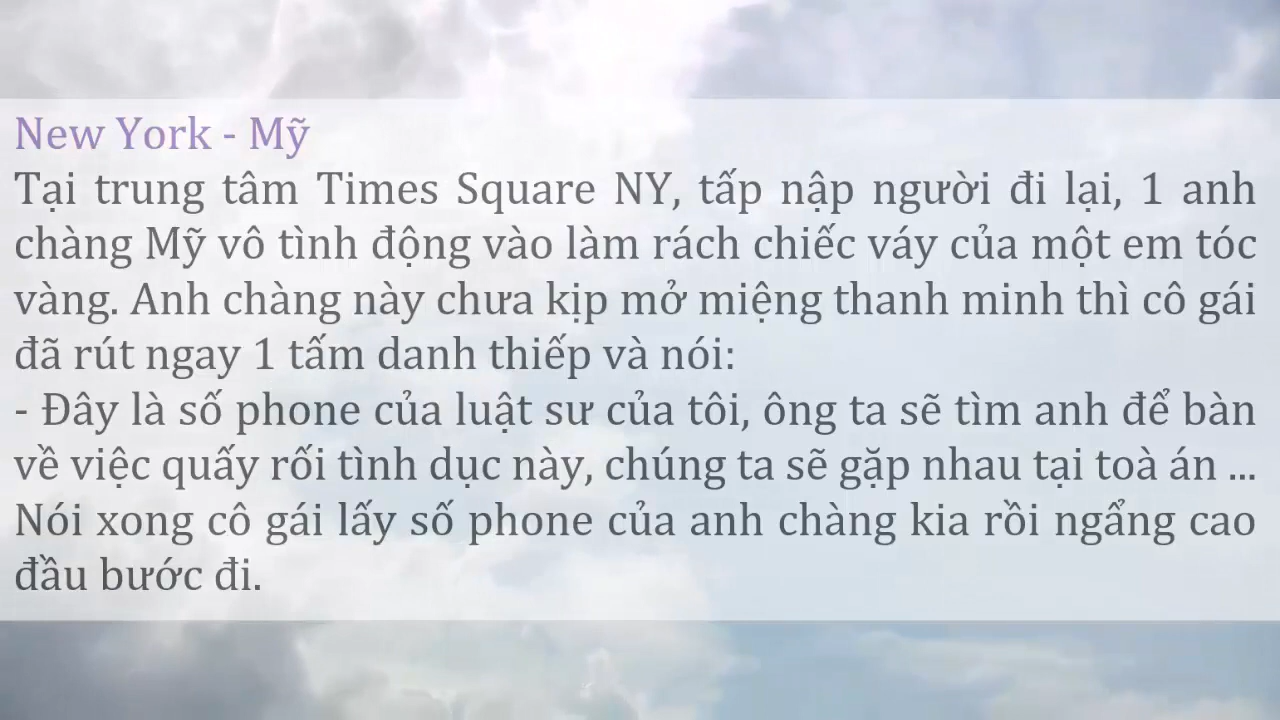 New York - Mỹ
Tại trung tâm Times Square NY, tấp nập người đi lại, 1 anh
chàng Mỹ vô tình động vào làm rách chiếc váy của một em tóc
vàng. Anh chàng này chưa kịp mở miệng thanh minh thì cô gái
đã rút ngay 1 tấm danh thiếp và nói:
- Đây là số phone của luật sư của tôi, ông ta sẽ tìm anh để bàn
về việc quấy rối tình dục này, chúng ta sẽ gặp nhau tại toà án ...
Nói xong cô gái lấy số phone của anh chàng kia rồi ngẩng cao
đầu bước đi.